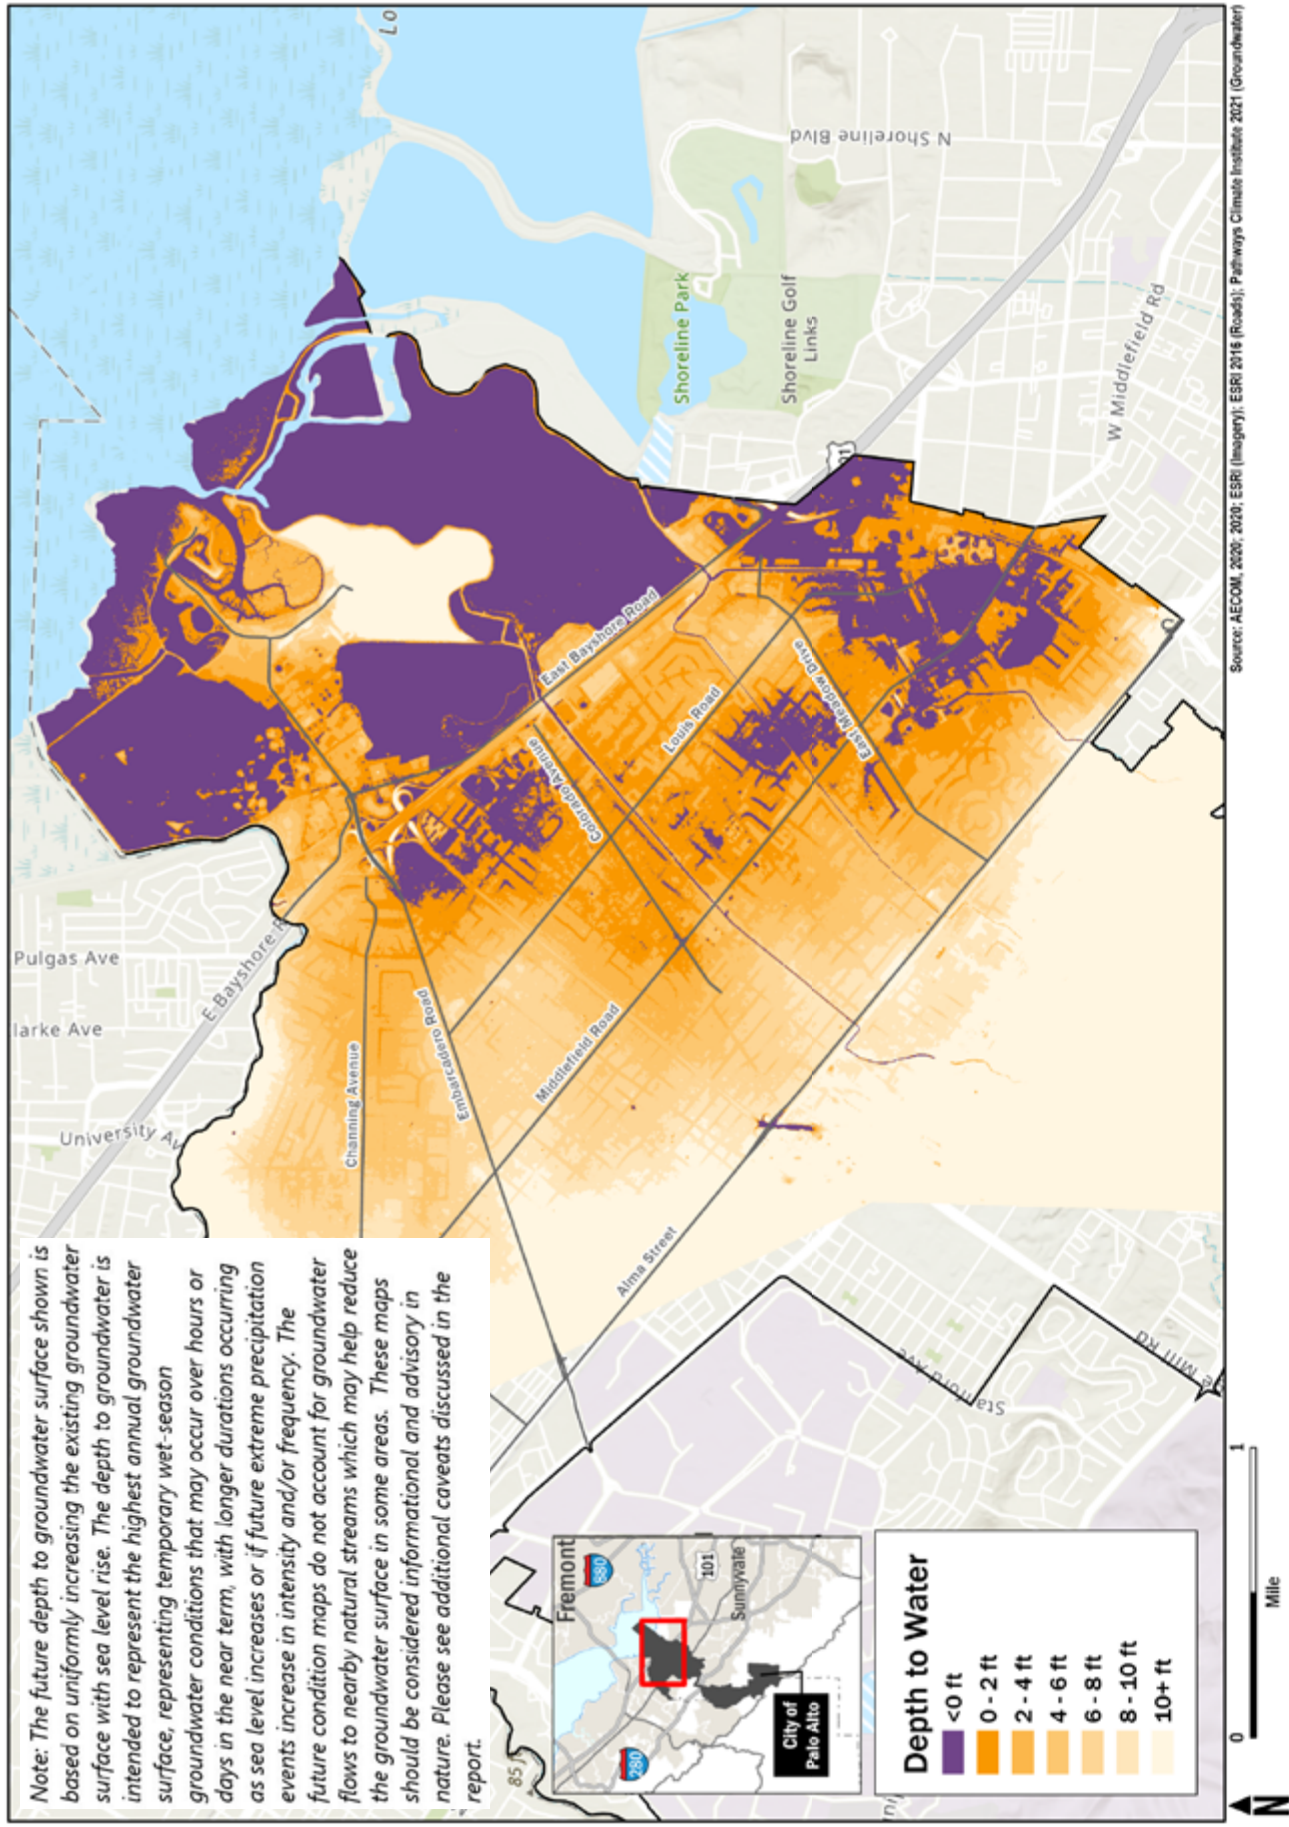 Note: The future depth to groundwater surface shown is
based on uniformly increasing the existing groundwater
surface with sea level rise. The depth to groundwater is
intended to represent the highest annual groundwater
surface, representing temporary wet-season
groundwater conditions that may occur over hours or
days in the near term, with longer durations occurring
as sea level increases or if future extreme precipitation
events increase in intensity and/or frequency. The
future condition maps do not account for groundwater
flows to nearby natural streams which may help reduce
the groundwater surface in some areas. These maps
should be considered informational and advisory in
nature. Please see additional caveats discussed in the
report.
Pulgas Ave
larke Ave
University Av
E Bayshore R
Lo
Channing Avenue
Embarcadero Road
Middlefield Road
Alma Street
Colorado Avenue
East Bayshore Road
Louis Road
East Meadow Drive
Shoreline Park
Shoreline Golf
Links
N Shoreline Blvd
101
W Middlefield Rd
Stanford Ave
e Mill Rd
85 f
Fremont
880
101
Sunnyvale
280
City of
Palo Alto
Depth to Water
<0 ft
0 - 2 ft
2 - 4 ft
4 - 6 ft
6 - 8 ft
8 - 10 ft
10+ ft
N
0
1
Mile
Source: AECOM, 2020; 2020; ESRI (Imagery); ESRI 2016 (Roads); Pathways Climate Institute 2021 (Groundwater)